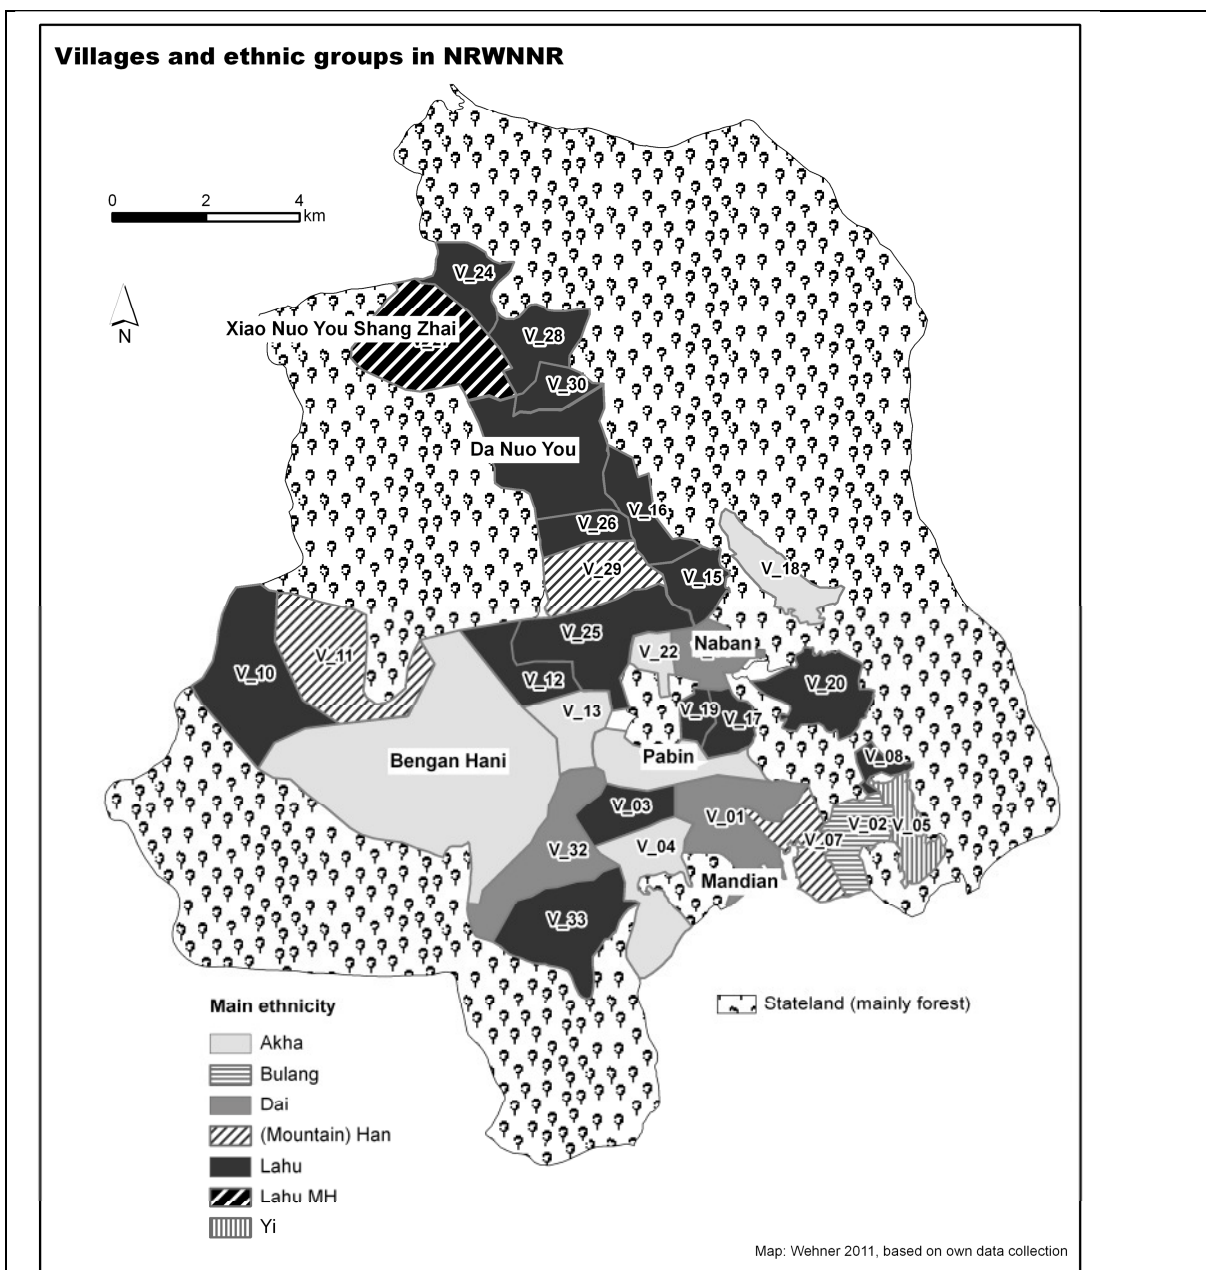 Villages and ethnic groups in NRWNNR
0 2 4
km
N
V_24
Xiao Nuo You Shang Zhai
V_28
V_30
Da Nuo You
V_16
V_26
V_29
V_15
V_18
V_25
Naban
V_22
V_11
V_10
V_12
V_20
V_13
V_19
V_17
Bengan Hani
Pabin
V_08
V_03
V_01
V_02
V_05
V_07
V_32
V_04
Mandian
V_33
Main ethnicity
Stateland (mainly forest)
Akha
Bulang
Dai
(Mountain) Han
Lahu
Lahu MH
Yi
Map: Wehner 2011, based on own data collection